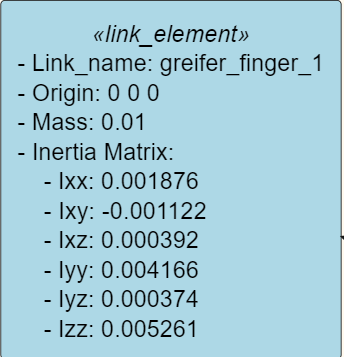 «link_element»
- Link_name: greifer_finger_1
- Origin: 0 0 0
- Mass: 0.01
- Inertia Matrix:
- Ixx: 0.001876
- Ixy: -0.001122
- Ixz: 0.000392
- Iyy: 0.004166
- Iyz: 0.000374
- Izz: 0.005261